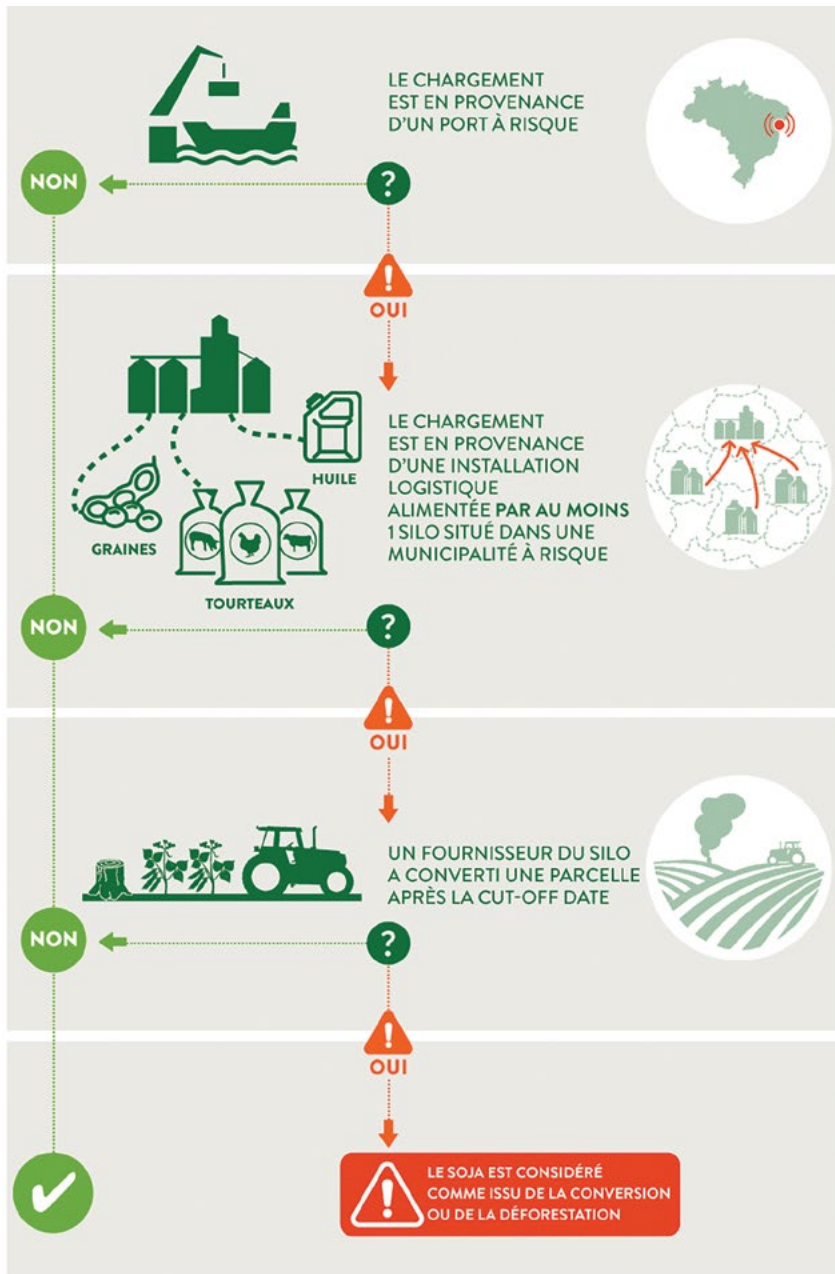 LE CHARGEMENT
EST EN PROVENANCE
D'UN PORT À RISQUE
NON
?
!
OUI
HUILE
GRAINES
TOURTEAUX
LE CHARGEMENT
EST EN PROVENANCE
D'UNE INSTALLATION
LOGISTIQUE
ALIMENTÉE PAR AU MOINS
1 SILO SITUÉ DANS UNE
MUNICIPALITÉ À RISQUE
NON
?
!
OUI
UN FOURNISSEUR DU SILO
A CONVERTI UNE PARCELLE
APRÈS LA CUT-OFF DATE
NON
?
!
OUI
!
LE SOJA EST CONSIDÉRÉ
COMME ISSU DE LA CONVERSION
OU DE LA DÉFORESTATION